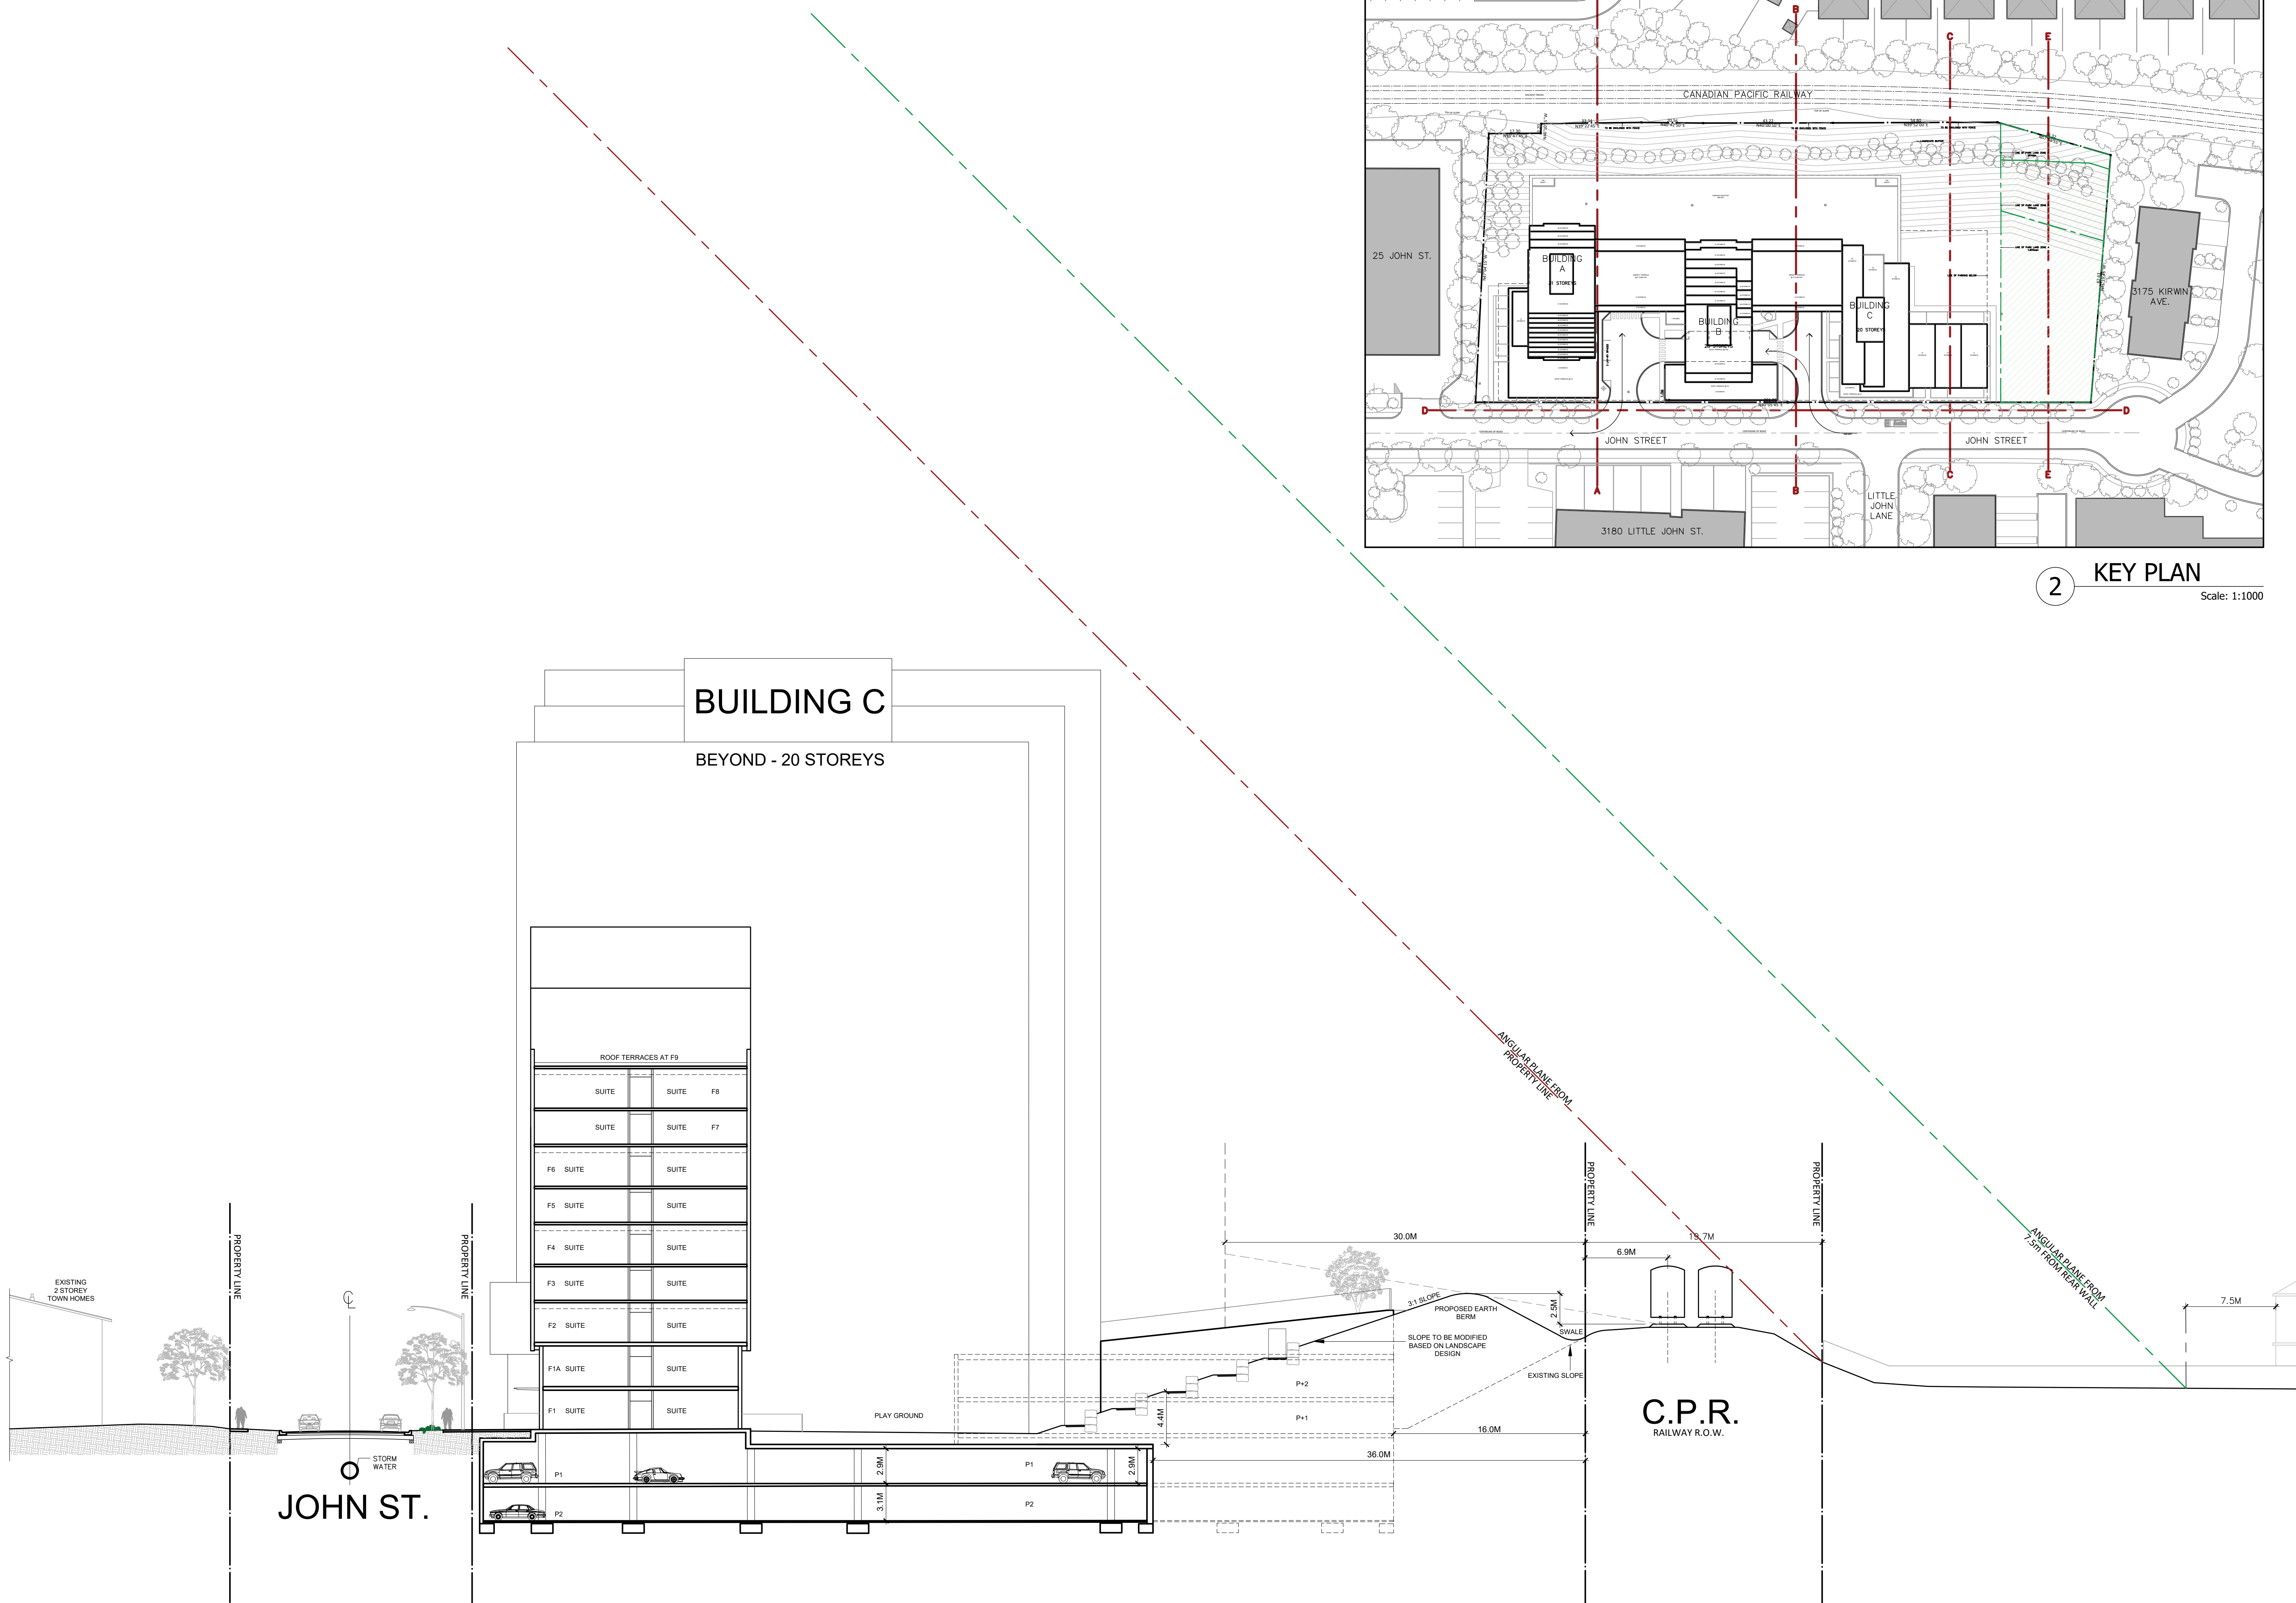 B
C
E
CANADIAN PACIFIC RAILWAY
25 JOHN ST.
BUILDING
A
BUILDING
B
BUILDING
C
20 STOREYS
3175 KIRWIN
AVE.
D
D
JOHN STREET
JOHN STREET
A
B
C
E
LITTLE
JOHN
LANE
3180 LITTLE JOHN ST.
2
KEY PLAN
Scale: 1:1000
BUILDING C
BEYOND - 20 STOREYS
ANGULAR PLANE FROM
PROPERTY LINE
ANGULAR PLANE FROM
7.5m FROM REAR WALL
ROOF TERRACES AT F9
SUITE SUITE F8
SUITE SUITE F7
F6 SUITE SUITE
F5 SUITE SUITE
F4 SUITE SUITE
F3 SUITE SUITE
F2 SUITE SUITE
F1A SUITE SUITE
F1 SUITE SUITE
PROPERTY LINE
PROPERTY LINE
PROPERTY LINE
PROPERTY LINE
EXISTING
2 STOREY
TOWN HOMES
30.0M
19.7M
6.9M
7.5M
2.5M
3:1 SLOPE
PROPOSED EARTH
BERM
SWALE
SLOPE TO BE MODIFIED
BASED ON LANDSCAPE
DESIGN
EXISTING SLOPE
P+2
P+1
4.4M
PLAY GROUND
16.0M
36.0M
C.P.R.
RAILWAY R.O.W.
STORM
WATER
JOHN ST.
P1
2.9M
P1
2.9M
P2
3.1M
P2